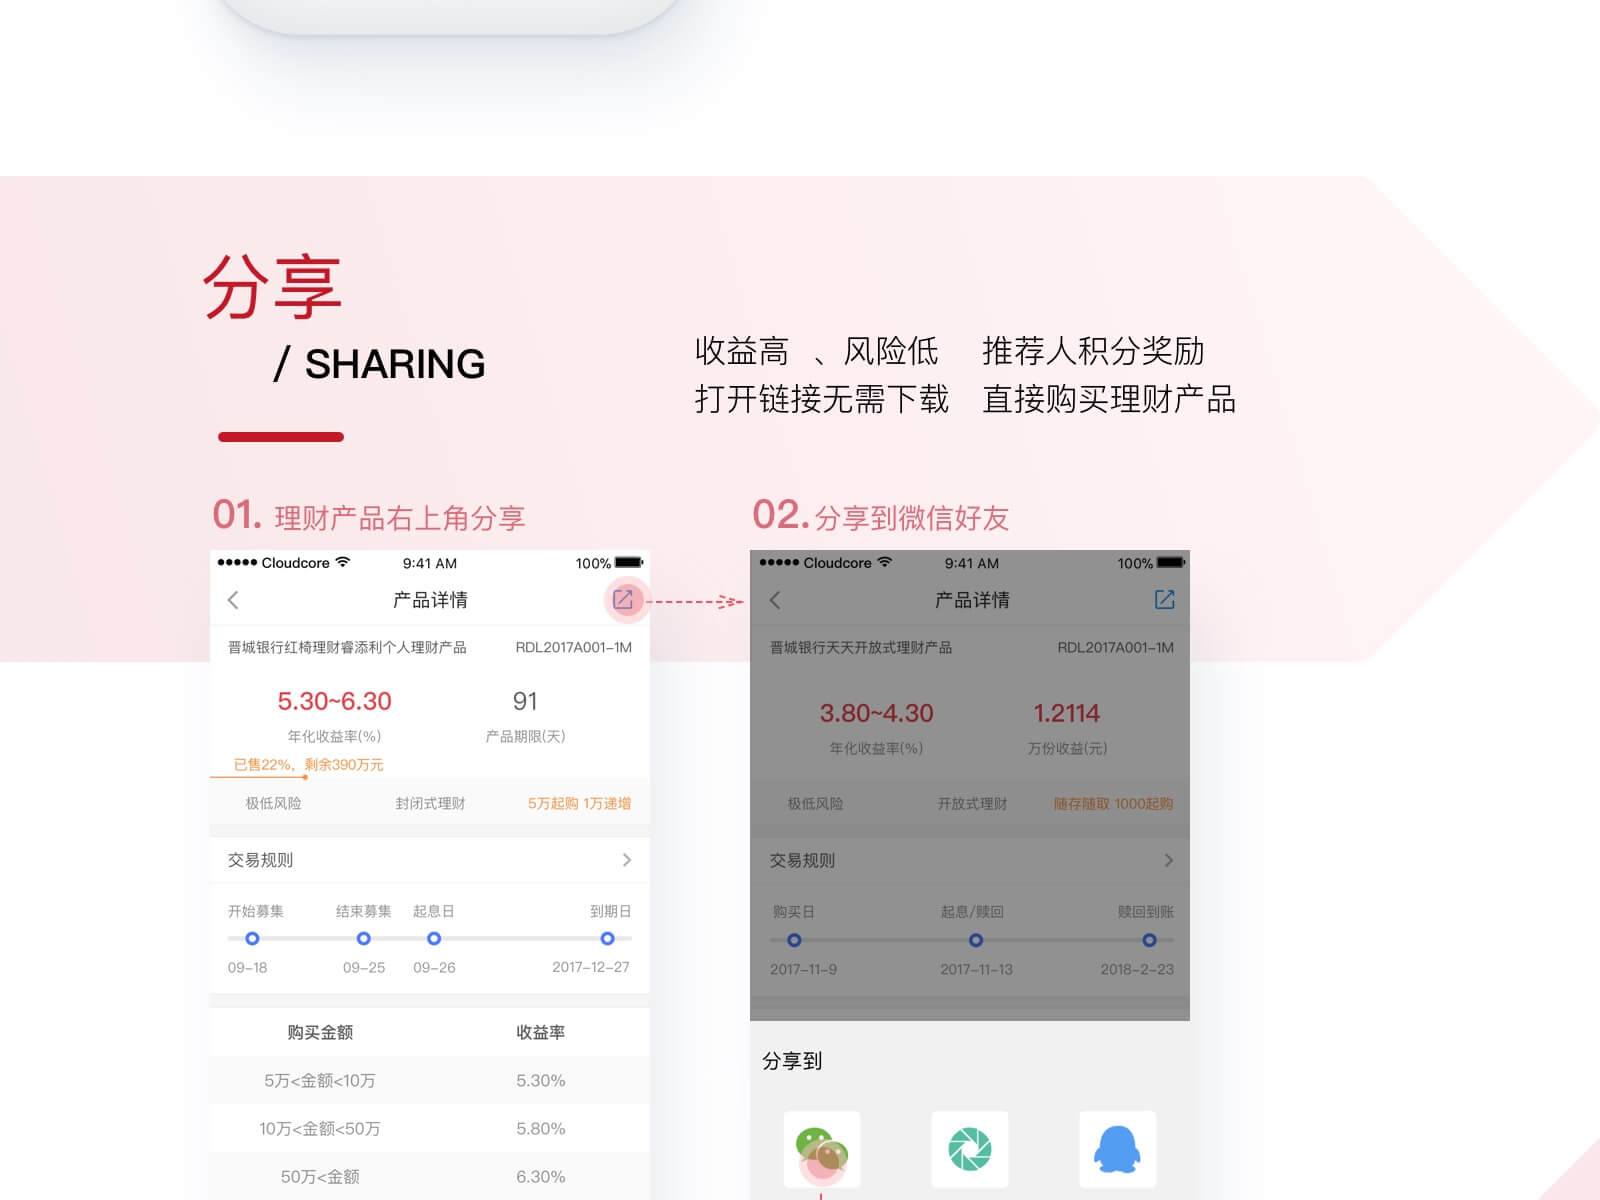 分享
/ SHARING
收益高 、风险低 推荐人积分奖励
打开链接无需下载 直接购买理财产品
01. 理财产品右上角分享
Cloudcore 9:41 AM 100%
产品详情
晋城银行红椅理财睿添利个人理财产品 RDL2017A001-1M
5.30~6.30 91
年化收益率(%) 产品期限(天)
已售22%，剩余390万元
极低风险 封闭式理财 5万起购 1万递增
交易规则
开始募集 结束募集 起息日 到期日
09-18 09-25 09-26 2017-12-27
购买金额 收益率
5万<金额<10万 5.30%
10万<金额<50万 5.80%
50万<金额 6.30%
02. 分享到微信好友
Cloudcore 9:41 AM 100%
产品详情
晋城银行天天开放式理财产品 RDL2017A001-1M
3.80~4.30 1.2114
年化收益率(%) 万份收益(元)
极低风险 开放式理财 随存随取 1000起购
交易规则
购买日 起息/赎回 赎回到账
2017-11-9 2017-11-13 2018-2-23
分享到